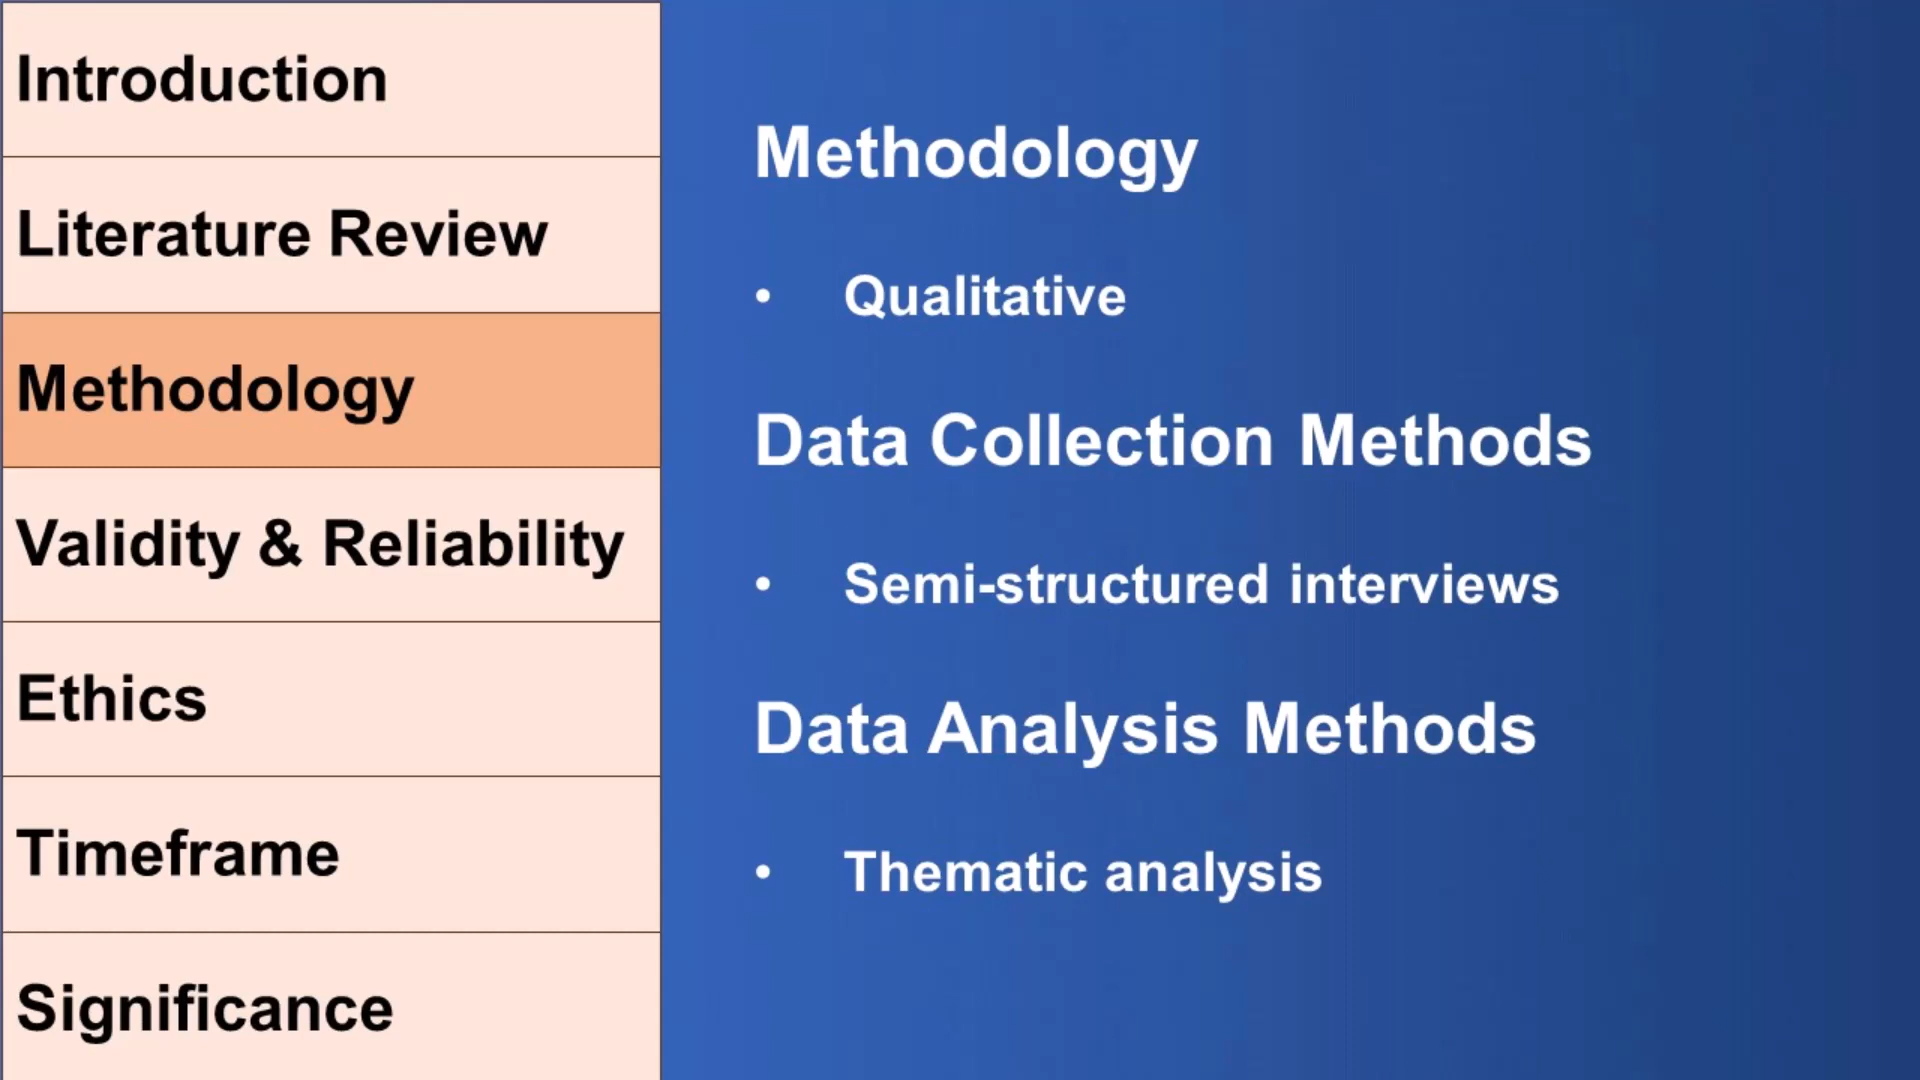 Introduction
Literature Review
Methodology
Validity & Reliability
Ethics
Timeframe
Significance
Methodology
• Qualitative
Data Collection Methods
• Semi-structured interviews
Data Analysis Methods
• Thematic analysis